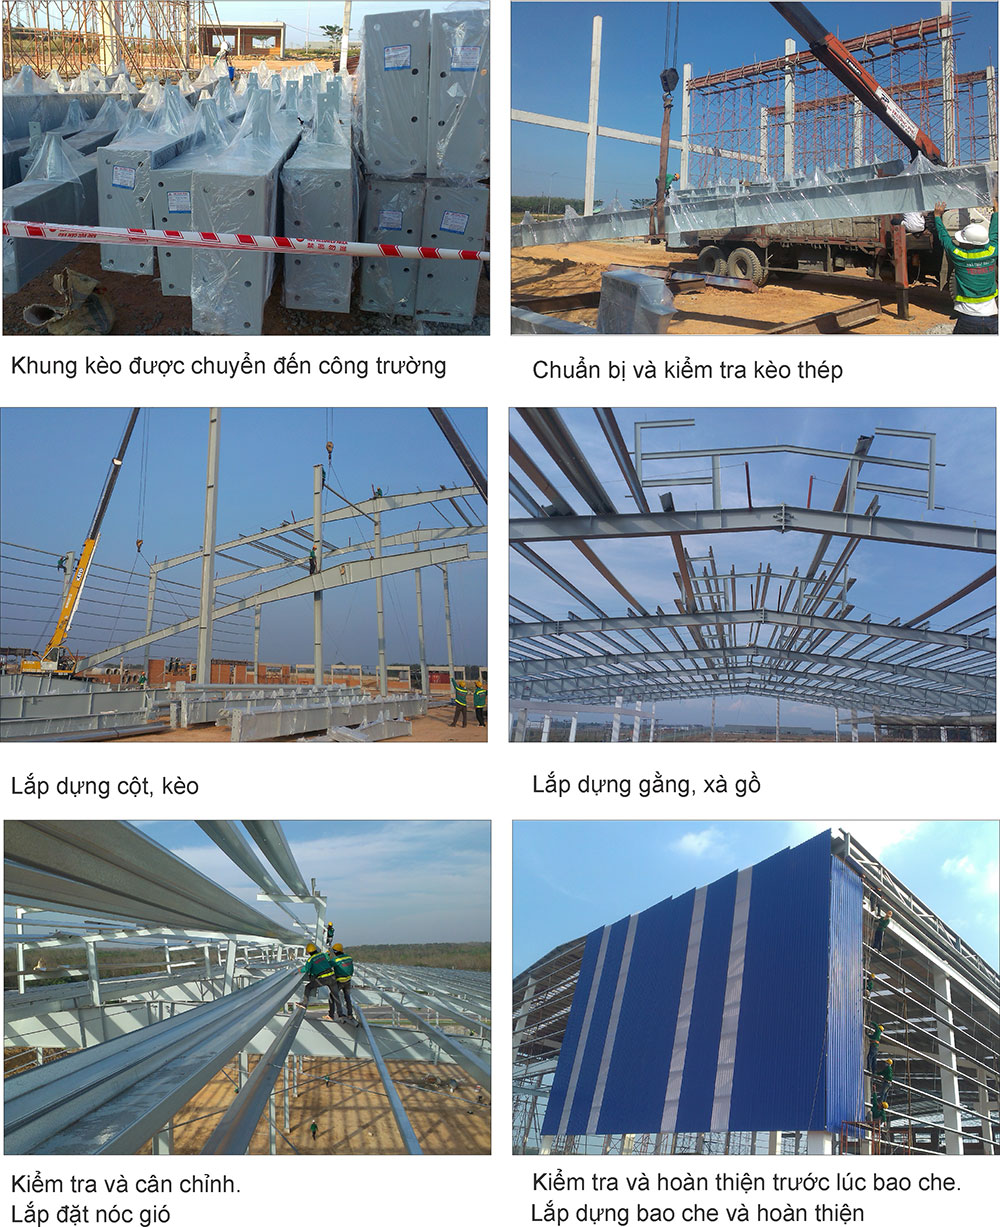 Khung kèo được chuyển đến công trường
Chuẩn bị và kiểm tra kèo thép
Lắp dựng cột, kèo
Lắp dựng gằng, xà gồ
Kiểm tra và cân chỉnh.
Lắp đặt nóc gió
Kiểm tra và hoàn thiện trước lúc bao che.
Lắp dựng bao che và hoàn thiện